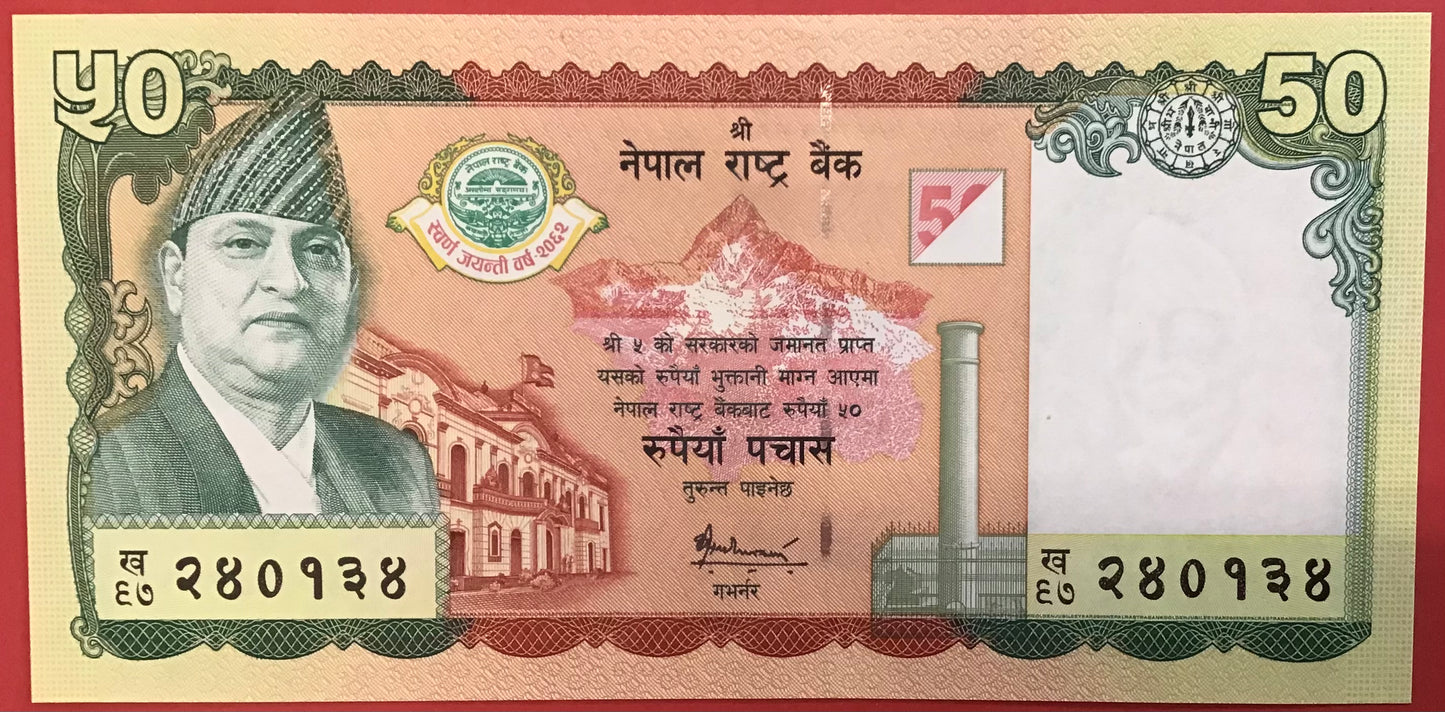 ५०
50
श्री
नेपाल राष्ट्र बैंक
नेपाल राष्ट्र बैंक
स्वर्ण जयन्ती वर्ष-२०६२
50
श्री ५ को सरकारको जमानत प्राप्त
यसको रुपैयाँ भुक्तानी माग्न आएमा
नेपाल राष्ट्र बैंकबाट रुपैयाँ ५०
रुपैयाँ पचास
तुरुन्त पाइनेछ
गभर्नर
ख
६७ २४०१३४
ख
६७ २४०१३४